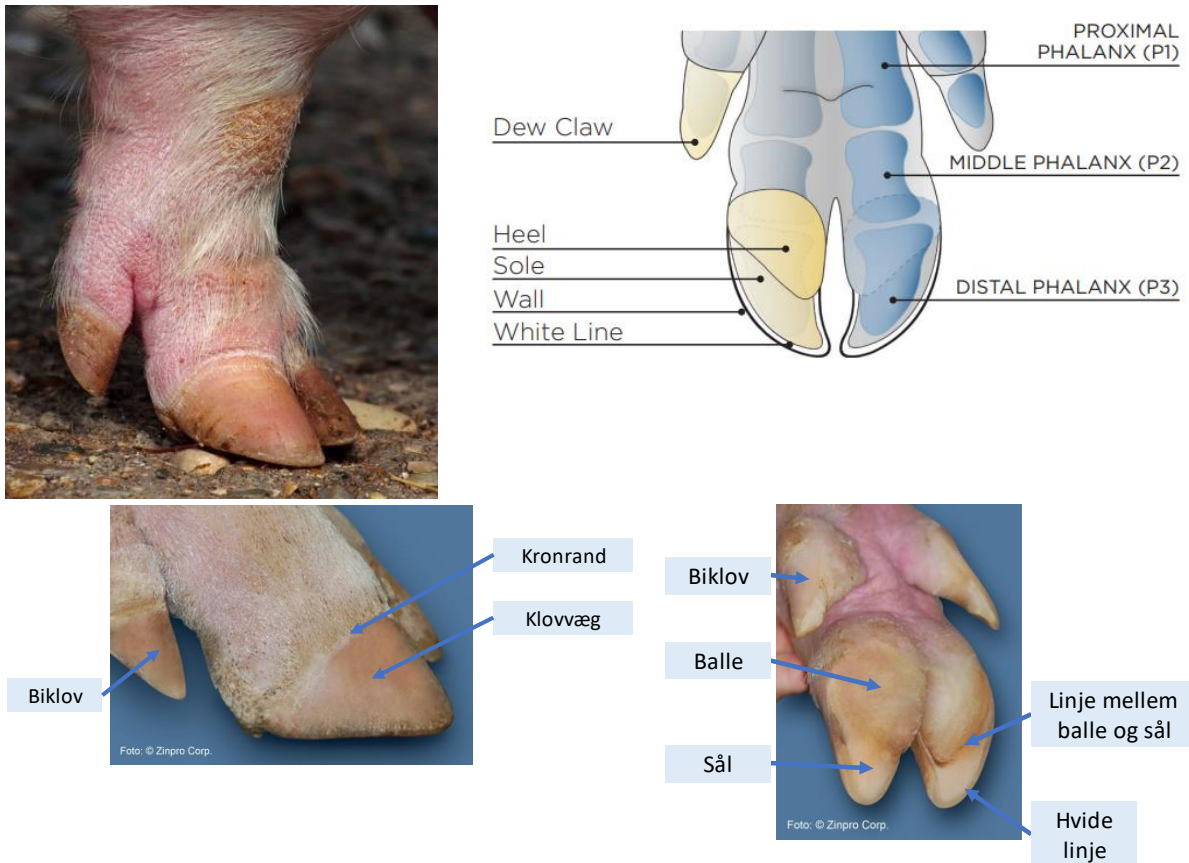 PROXIMAL
PHALANX (P1)
Dew Claw
MIDDLE PHALANX (P2)
Heel
Sole
Wall
White Line
DISTAL PHALANX (P3)
Kronrand
Klovvæg
Biklov
Foto: © Zinpro Corp.
Biklov
Balle
Sål
Linje mellem
balle og sål
Hvide
linje
Foto: © Zinpro Corp.